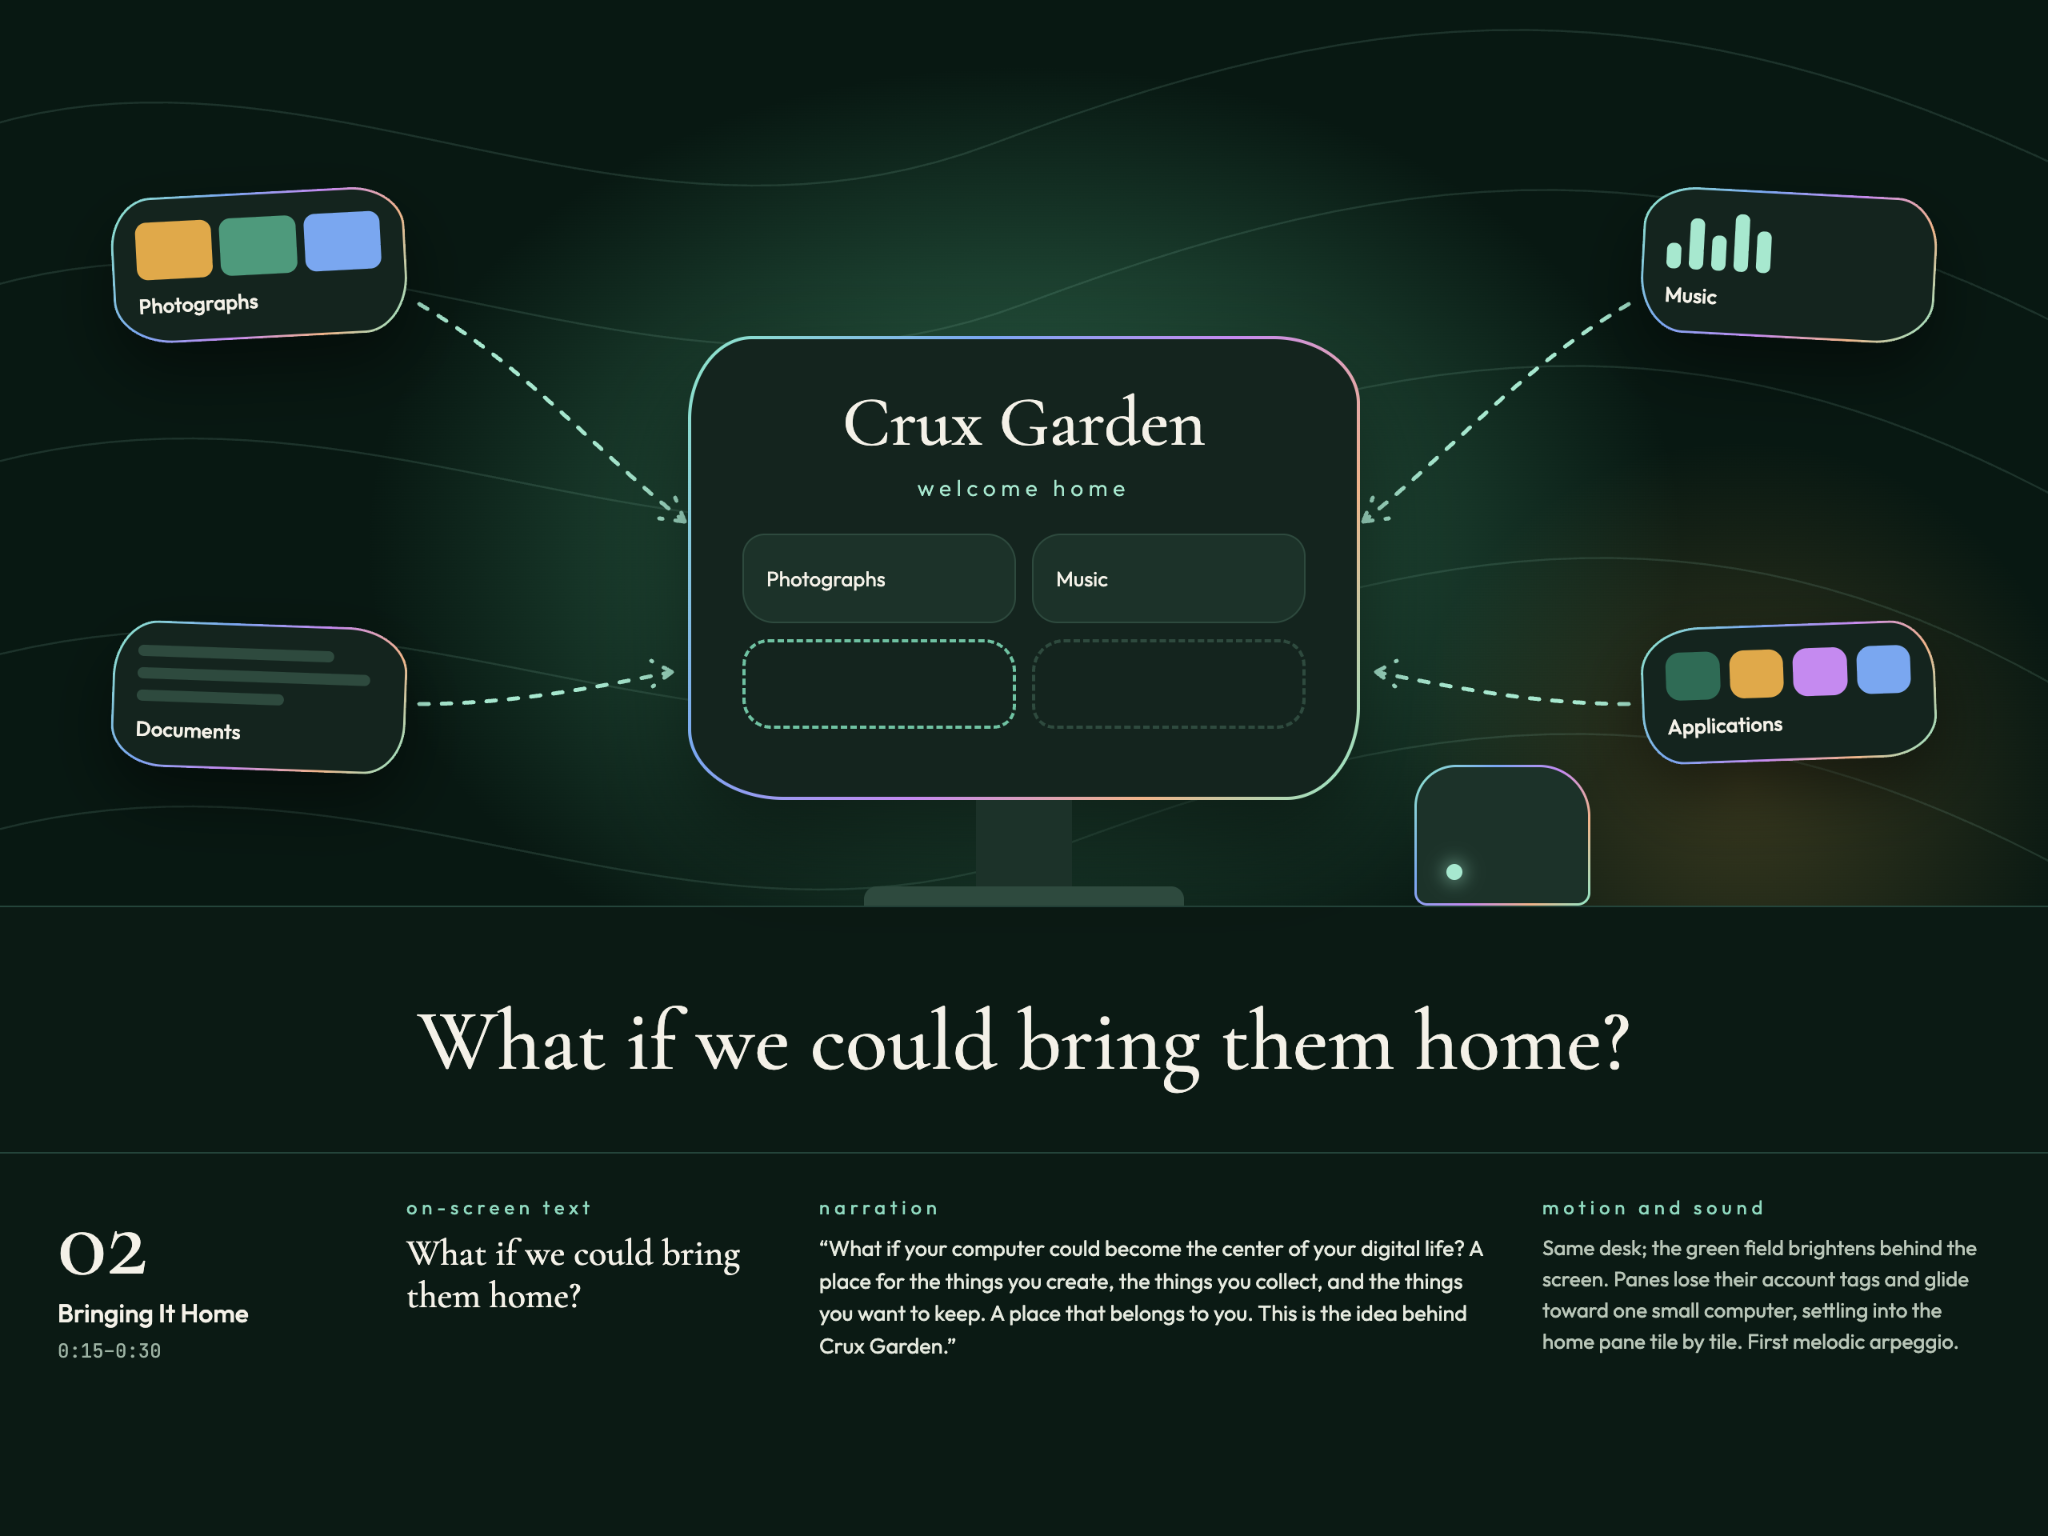 Photographs
Music
Crux Garden
welcome home
Photographs
Music
Documents
Applications
What if we could bring them home?
02
Bringing It Home
0:15–0:30
on-screen text
What if we could bring
them home?
narration
“What if your computer could become the center of your digital life? A
place for the things you create, the things you collect, and the things
you want to keep. A place that belongs to you. This is the idea behind
Crux Garden.”
motion and sound
Same desk; the green field brightens behind the
screen. Panes lose their account tags and glide
toward one small computer, settling into the
home pane tile by tile. First melodic arpeggio.